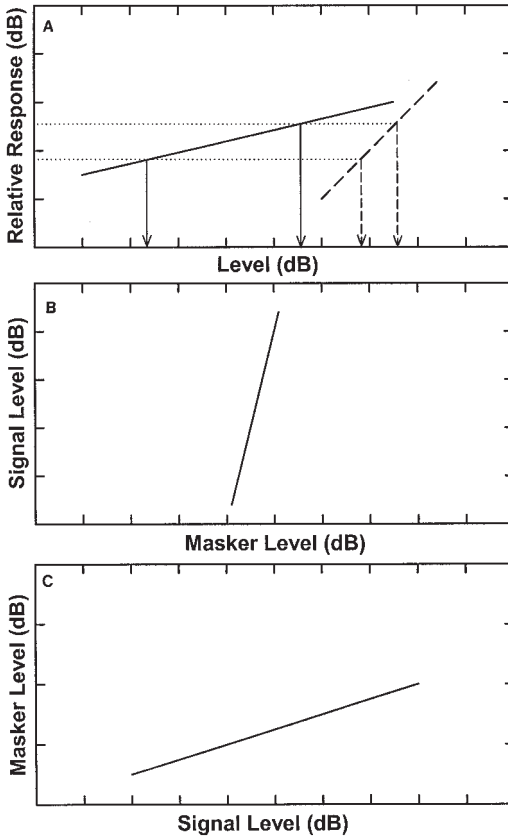 A
Relative Response (dB)
Level (dB)
B
Signal Level (dB)
Masker Level (dB)
C
Masker Level (dB)
Signal Level (dB)